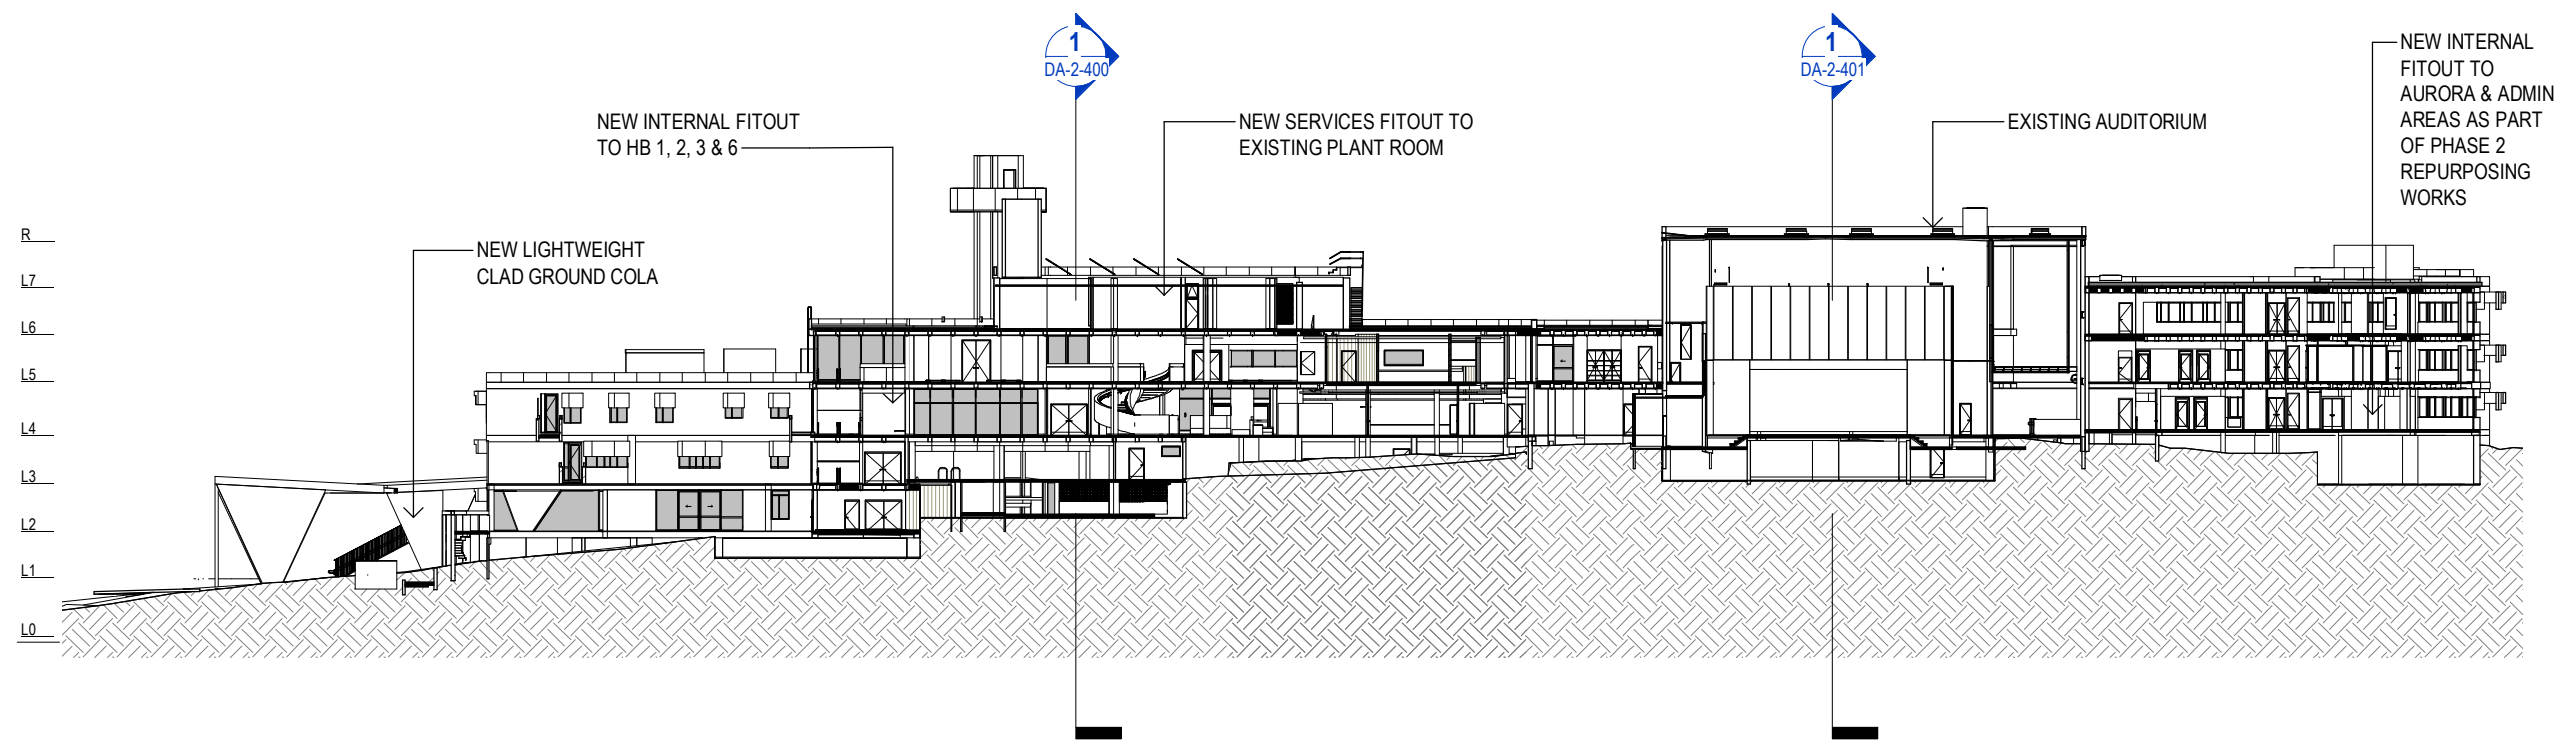 1
DA-2-400
1
DA-2-401
NEW INTERNAL
FITOUT TO
AURORA & ADMIN
AREAS AS PART
OF PHASE 2
REPURPOSING
WORKS
NEW INTERNAL FITOUT
TO HB 1, 2, 3 & 6
NEW SERVICES FITOUT TO
EXISTING PLANT ROOM
EXISTING AUDITORIUM
NEW LIGHTWEIGHT
CLAD GROUND COLA
R
L7
L6
L5
L4
L3
L2
L1
L0